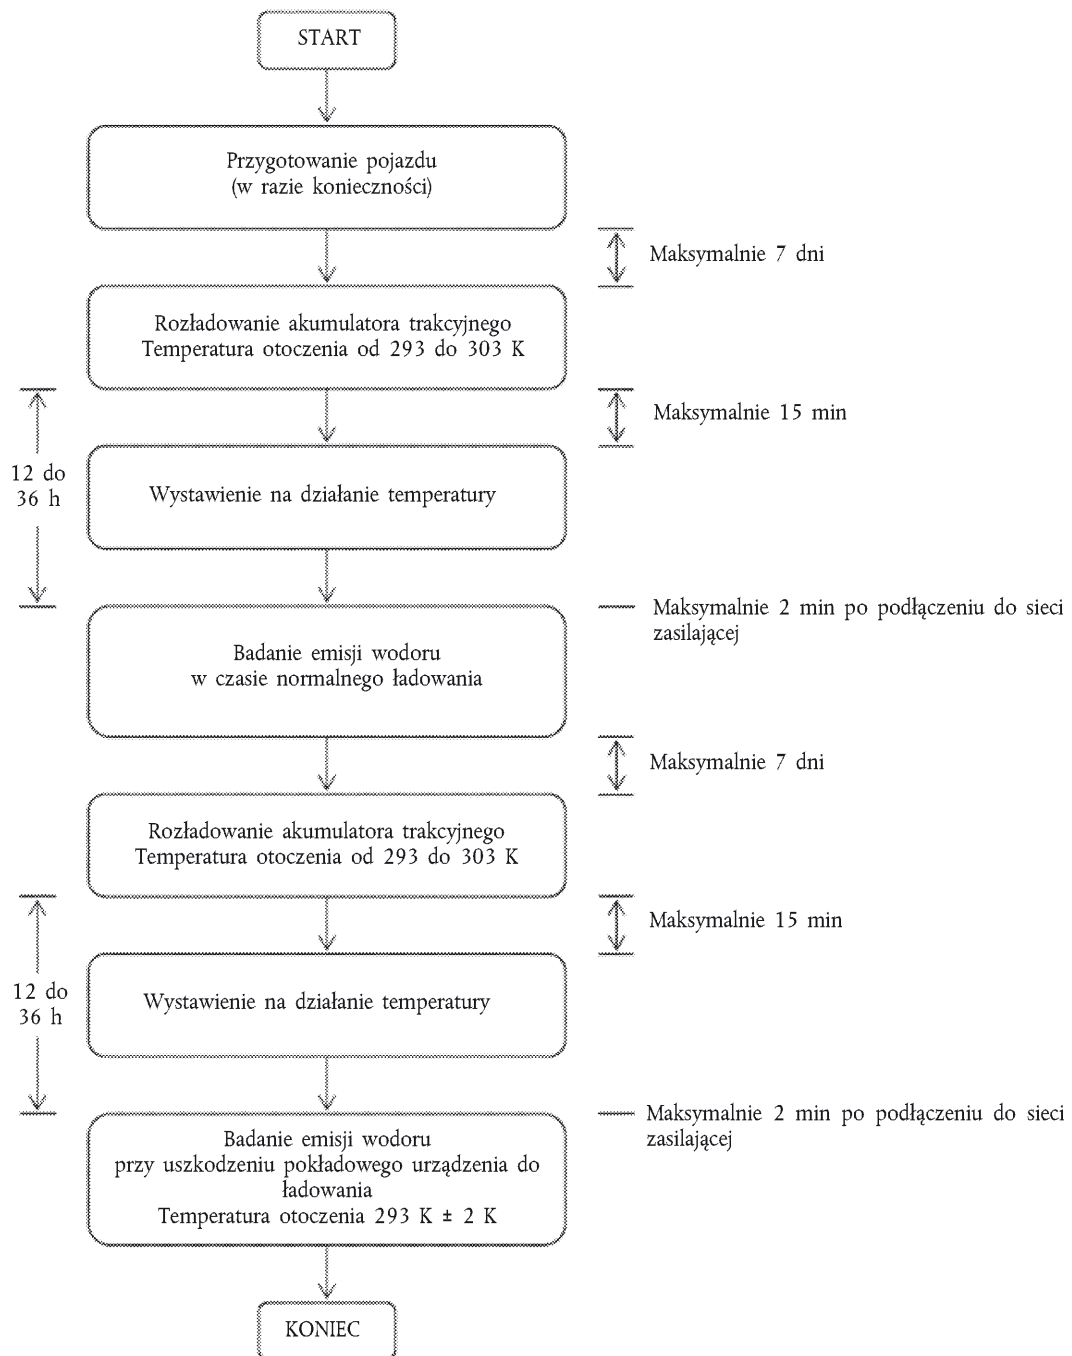 START
Przygotowanie pojazdu
(w razie konieczności)
Maksymalnie 7 dni
Rozładowanie akumulatora trakcyjnego
Temperatura otoczenia od 293 do 303 K
Maksymalnie 15 min
12 do
36 h
Wystawienie na działanie temperatury
Maksymalnie 2 min po podłączeniu do sieci
zasilającej
Badanie emisji wodoru
w czasie normalnego ładowania
Maksymalnie 7 dni
Rozładowanie akumulatora trakcyjnego
Temperatura otoczenia od 293 do 303 K
Maksymalnie 15 min
12 do
36 h
Wystawienie na działanie temperatury
Maksymalnie 2 min po podłączeniu do sieci
zasilającej
Badanie emisji wodoru
przy uszkodzeniu pokładowego urządzenia do
ładowania
Temperatura otoczenia 293 K ± 2 K
KONIEC